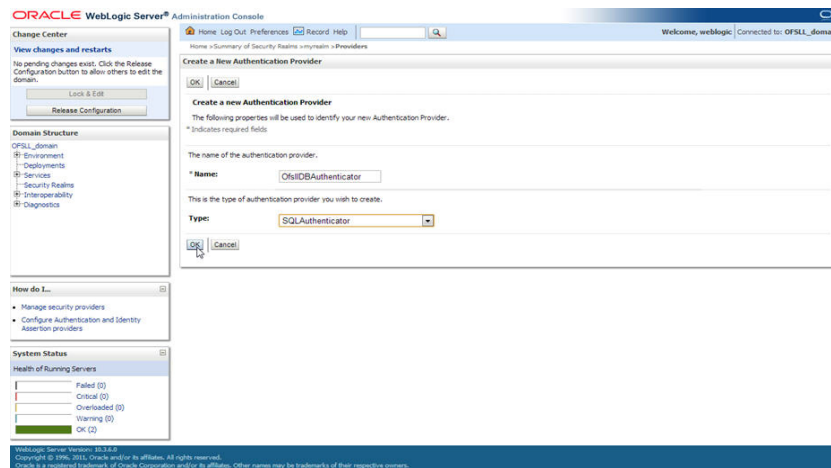 ORACLE WebLogic Server® Administration Console
Change Center
View changes and restarts
No pending changes exist. Click the Release
Configuration button to allow others to edit the
domain.
Lock & Edit
Release Configuration
Domain Structure
OFSLL_domain
Environment
Deployments
Services
Security Realms
Interoperability
Diagnostics
How do I...
Manage security providers
Configure Authentication and Identity
Assertion providers
System Status
Health of Running Servers
Failed (0)
Critical (0)
Overloaded (0)
Warning (0)
OK (2)
Home Log Out Preferences Record Help
Welcome, weblogic Connected to: OFSLL_doma
Home >Summary of Security Realms >myrealm >Providers
Create a New Authentication Provider
OK Cancel
Create a new Authentication Provider
The following properties will be used to identify your new Authentication Provider.
* Indicates required fields
The name of the authentication provider.
* Name: OfsllDBAuthenticator
This is the type of authentication provider you wish to create.
Type: SQLAuthenticator
OK Cancel
WebLogic Server Version: 10.3.6.0
Copyright © 1996, 2011, Oracle and/or its affiliates. All rights reserved.
Oracle is a registered trademark of Oracle Corporation and/or its affiliates. Other names may be trademarks of their respective owners.